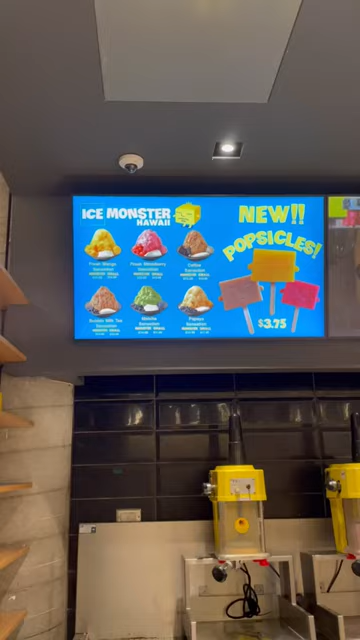 ICE MONSTER
HAWAII
NEW!!
POPSICLES!
Fresh Mango
Sensation
Fresh Strawberry
Sensation
Coffee
Sensation
Bubble Milk Tea
Sensation
Matcha
Sensation
Papaya
Sensation
$3.75